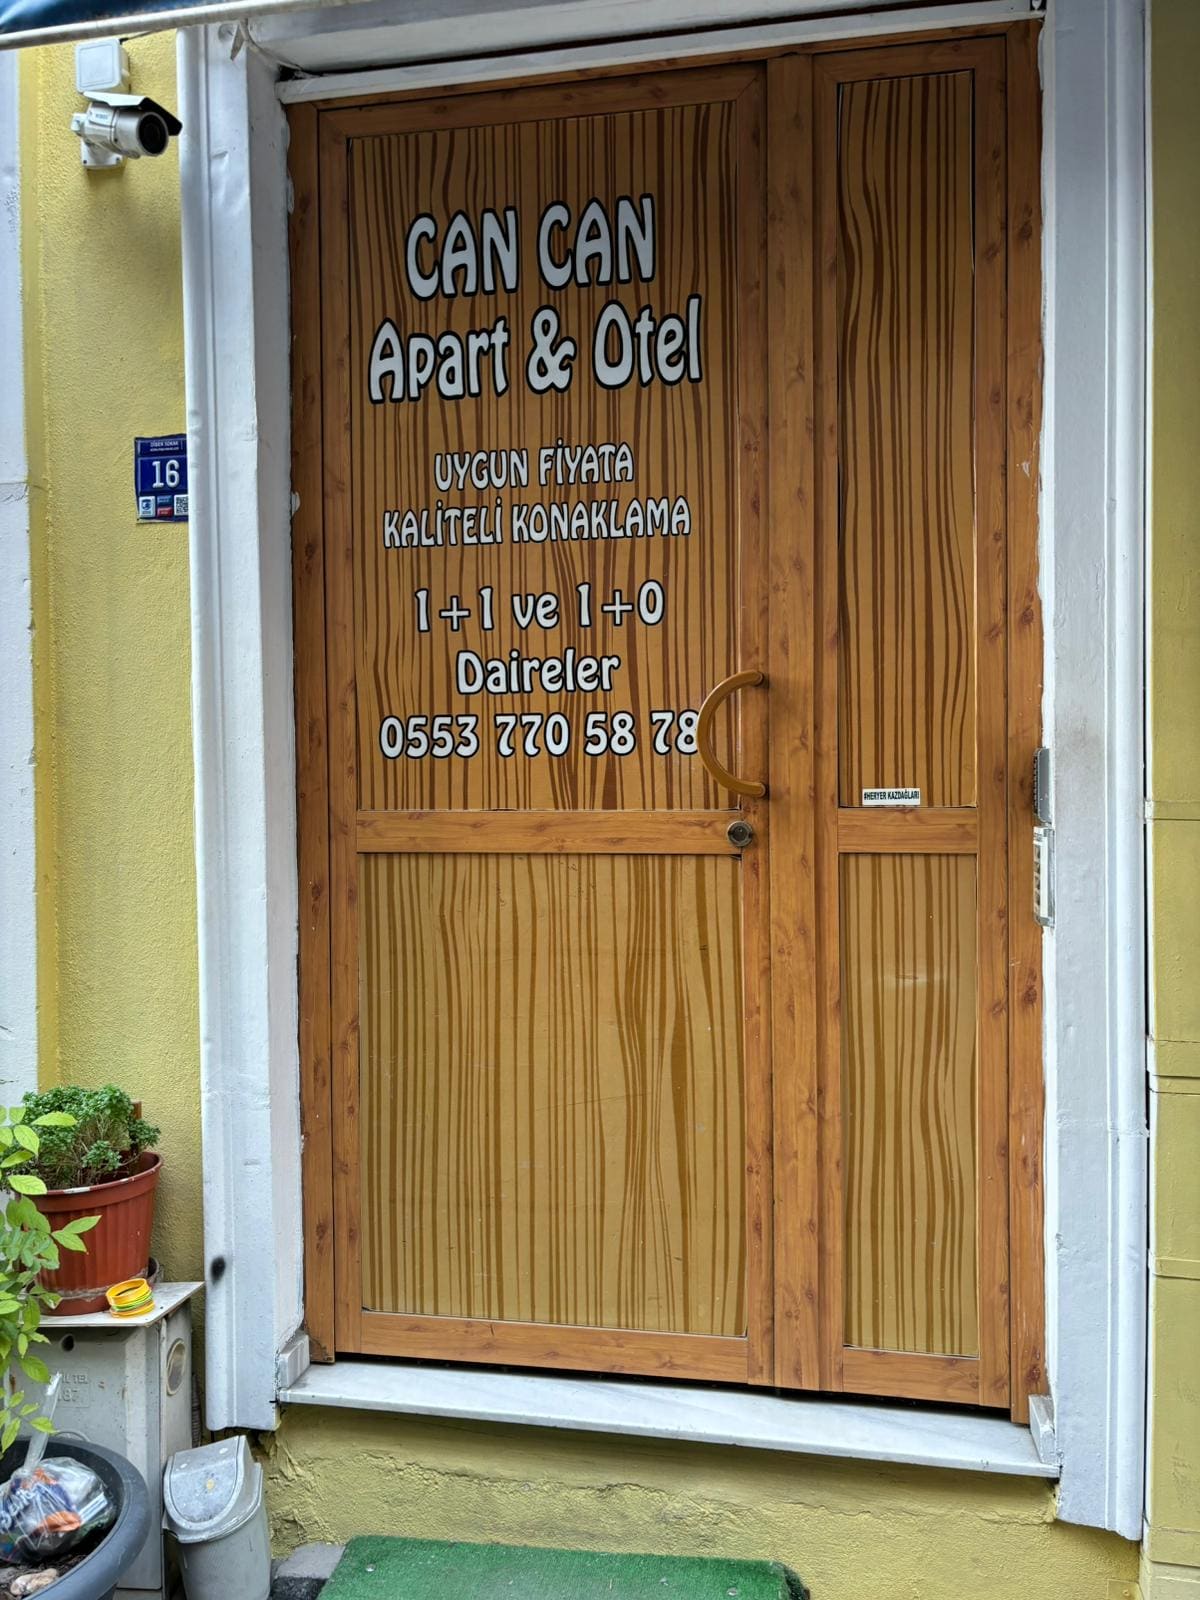 CAN CAN
Apart & Otel
UYGUN FİYATA
KALİTELİ KONAKLAMA
1+1 ve 1+0
Daireler
0553 770 58 78
16
#HERYER KAZDAĞLARI